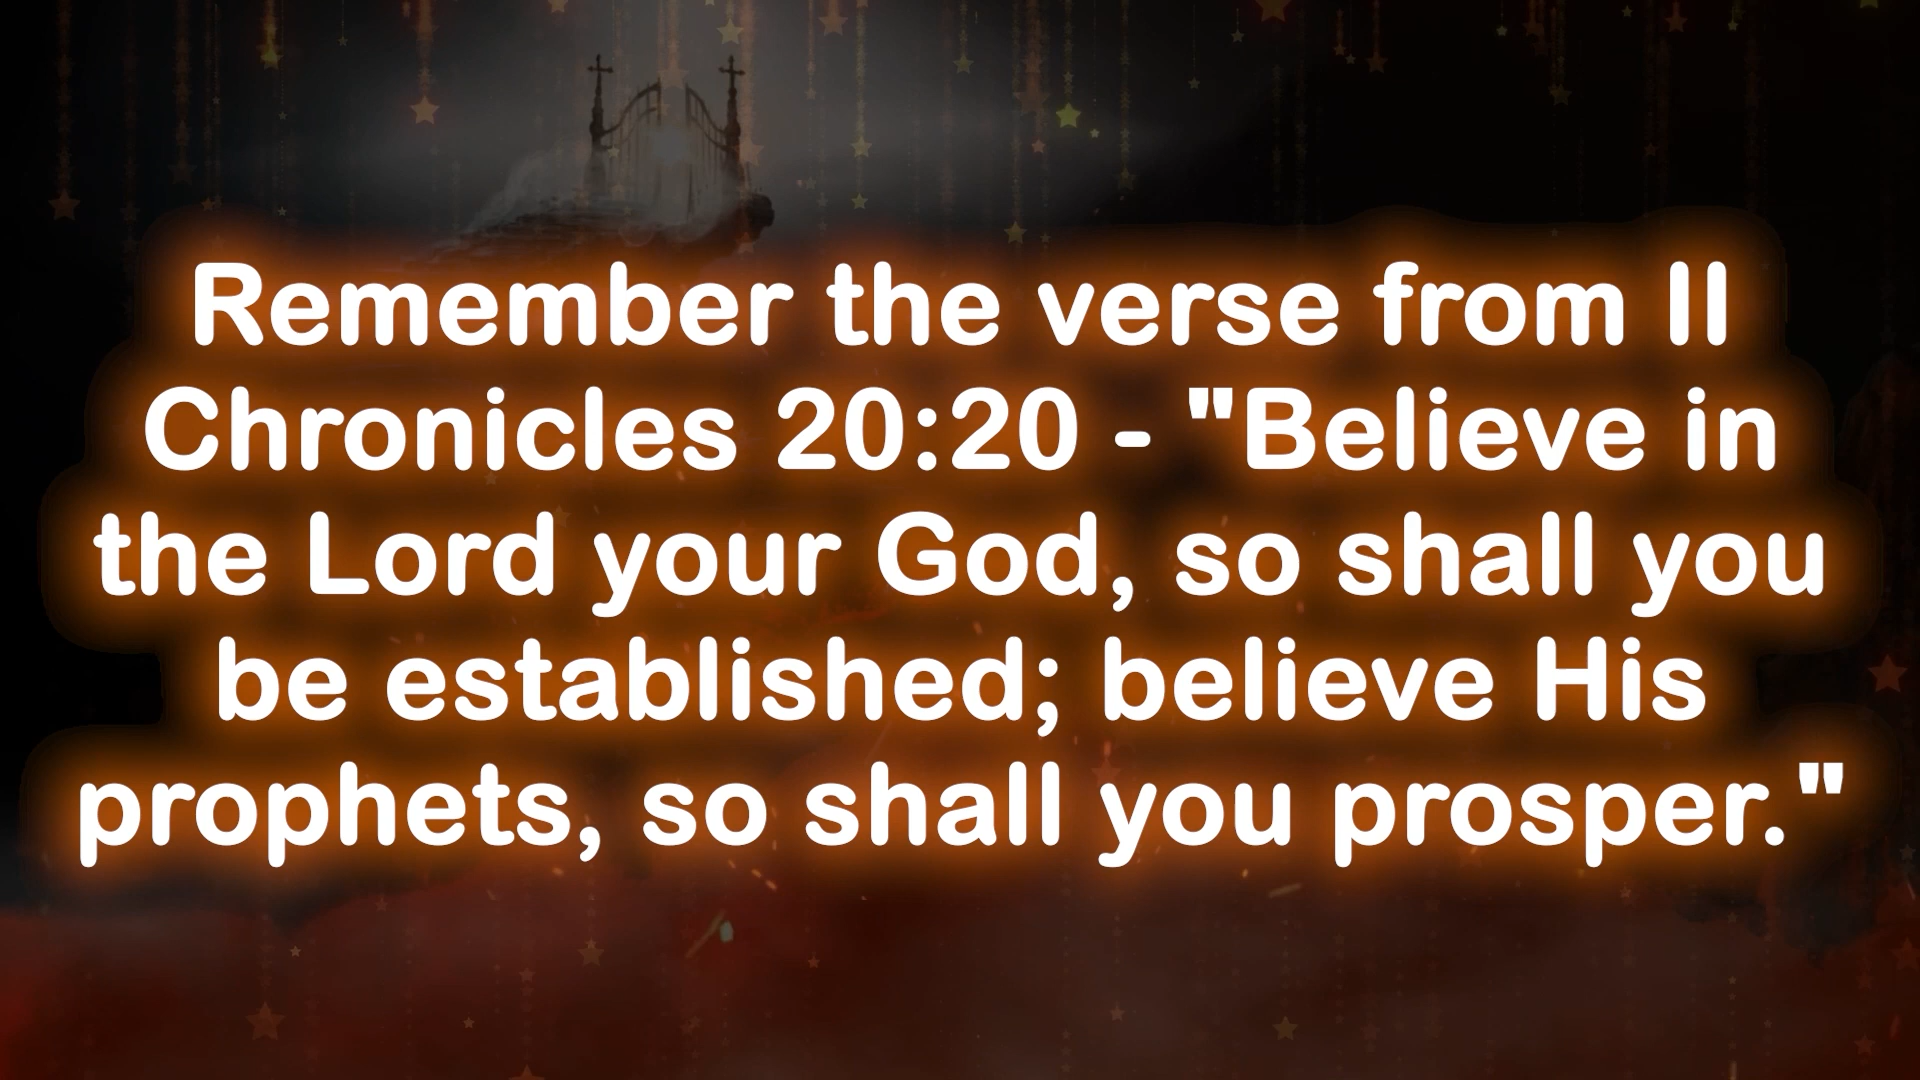 Remember the verse from II
Chronicles 20:20 - "Believe in
the Lord your God, so shall you
be established; believe His
prophets, so shall you prosper."